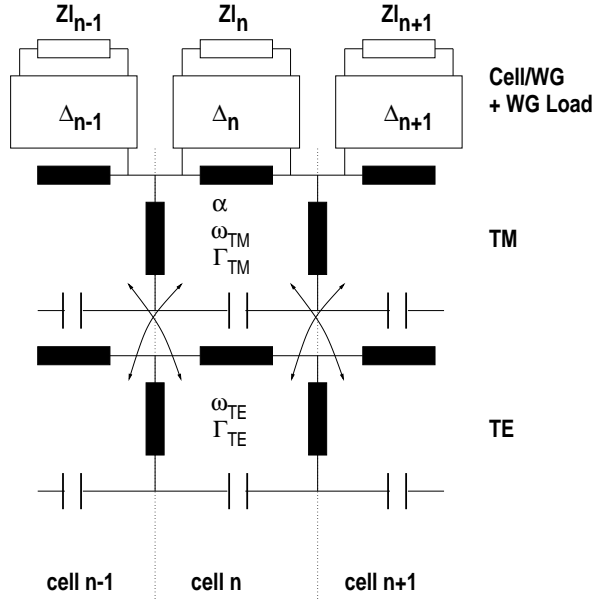 Zl_{n-1} Zl_n Zl_{n+1}
Cell/WG
+ WG Load
Δ_{n-1} Δ_n Δ_{n+1}
α
ω_{TM}
Γ_{TM}
TM
ω_{TE}
Γ_{TE}
TE
cell n-1 cell n cell n+1